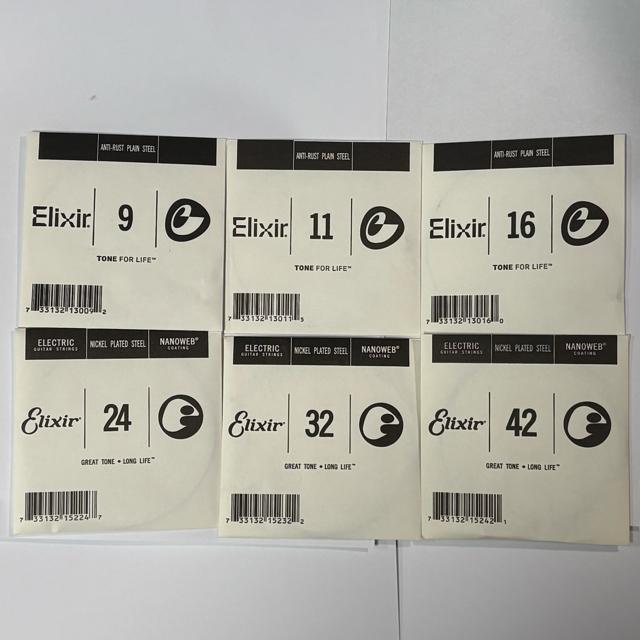 ANTI-RUST PLAIN STEEL
Elixir
9
TONE FOR LIFE™
7 33132 13009 2
ANTI-RUST PLAIN STEEL
Elixir
11
TONE FOR LIFE™
7 33132 13011 5
ANTI-RUST PLAIN STEEL
Elixir
16
TONE FOR LIFE™
7 33132 13016 0
ELECTRIC
GUITAR STRINGS
NICKEL PLATED STEEL
NANOWEB®
COATING
Elixir
24
GREAT TONE • LONG LIFE™
7 33132 15224 7
ELECTRIC
GUITAR STRINGS
NICKEL PLATED STEEL
NANOWEB®
COATING
Elixir
32
GREAT TONE • LONG LIFE™
7 33132 15232 2
ELECTRIC
GUITAR STRINGS
NICKEL PLATED STEEL
NANOWEB®
COATING
Elixir
42
GREAT TONE • LONG LIFE™
7 33132 15242 1